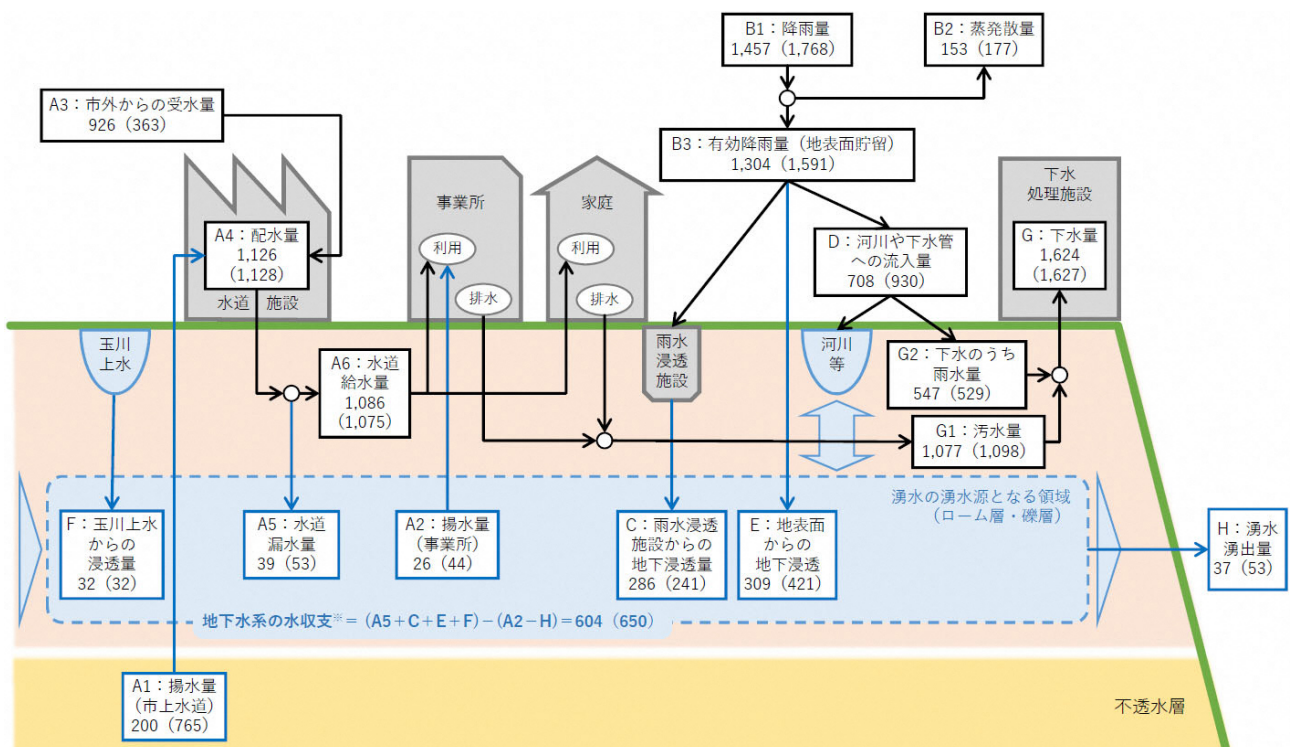 B1：降雨量
1,457（1,768）
B2：蒸発散量
153（177）
A3：市外からの受水量
926（363）
B3：有効降雨量（地表面貯留）
1,304（1,591）
事業所
家庭
下水
処理施設
A4：配水量
1,126
（1,128）
水道 施設
利用
排水
利用
排水
D：河川や下水管
への流入量
708（930）
G：下水量
1,624
（1,627）
玉川
上水
A6：水道
給水量
1,086
（1,075）
雨水
浸透
施設
河川
等
G2：下水のうち
雨水量
547（529）
G1：汚水量
1,077（1,098）
湧水の湧水源となる領域
（ローム層・礫層）
F：玉川上水
からの
浸透量
32（32）
A5：水道
漏水量
39（53）
A2：揚水量
（事業所）
26（44）
C：雨水浸透
施設からの
地下浸透量
286（241）
E：地表面
からの
地下浸透
309（421）
H：湧水
湧出量
37（53）
地下水系の水収支※＝（A5＋C＋E＋F）－（A2－H）＝604（650）
A1：揚水量
（市上水道）
200（765）
不透水層